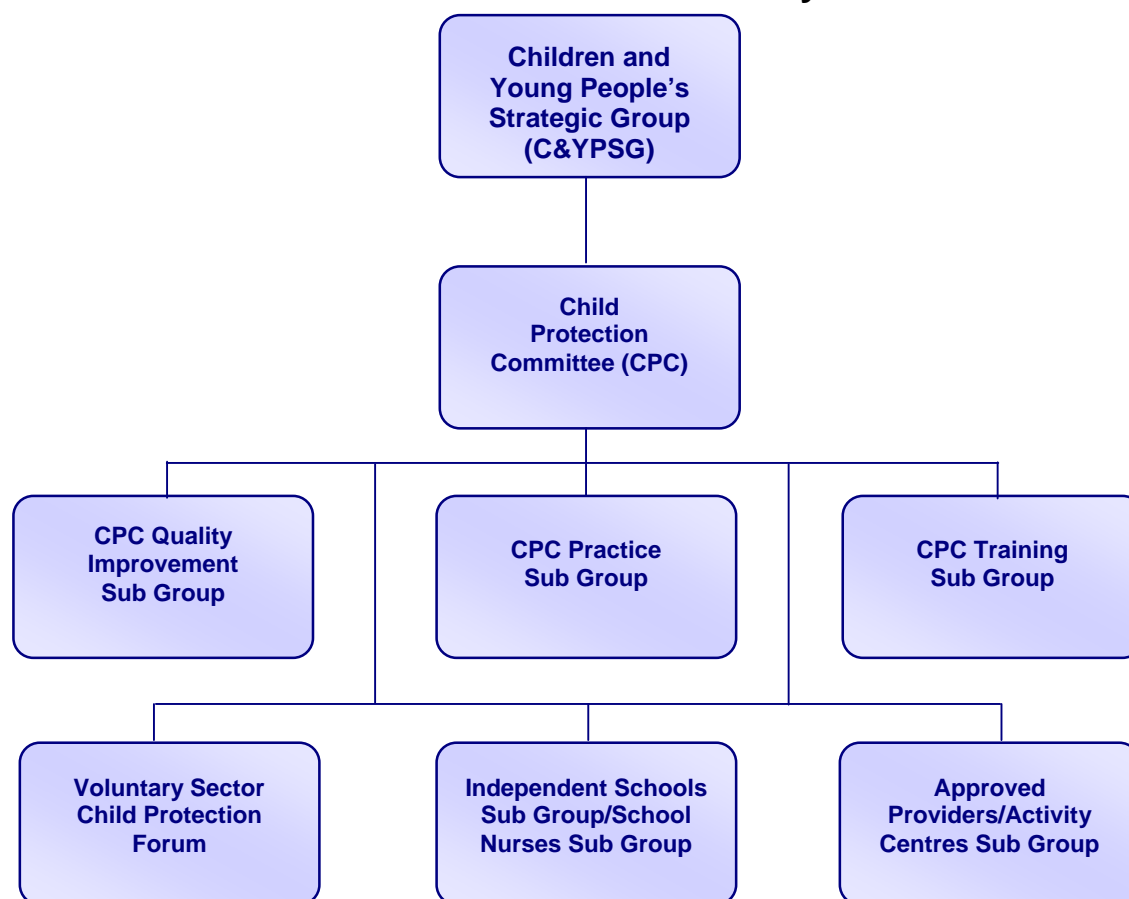 Children and
Young People’s
Strategic Group
(C&YPSG)
Child
Protection
Committee (CPC)
CPC Quality
Improvement
Sub Group
CPC Practice
Sub Group
CPC Training
Sub Group
Voluntary Sector
Child Protection
Forum
Independent Schools
Sub Group/School
Nurses Sub Group
Approved
Providers/Activity
Centres Sub Group